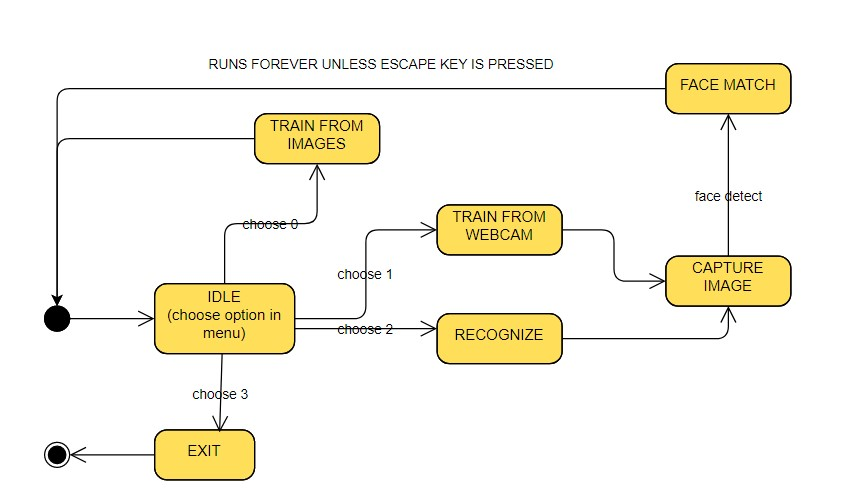 RUNS FOREVER UNLESS ESCAPE KEY IS PRESSED
FACE MATCH
TRAIN FROM
IMAGES
face detect
choose 0
TRAIN FROM
WEBCAM
choose 1
CAPTURE
IMAGE
IDLE
(choose option in
menu)
choose 2
RECOGNIZE
choose 3
EXIT